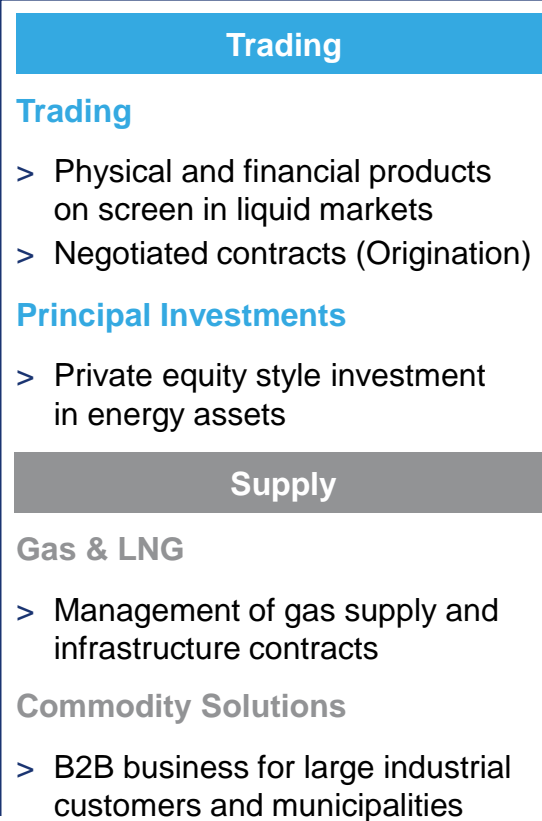 Trading
Trading
> Physical and financial products
on screen in liquid markets
> Negotiated contracts (Origination)
Principal Investments
> Private equity style investment
in energy assets
Supply
Gas & LNG
> Management of gas supply and
infrastructure contracts
Commodity Solutions
> B2B business for large industrial
customers and municipalities